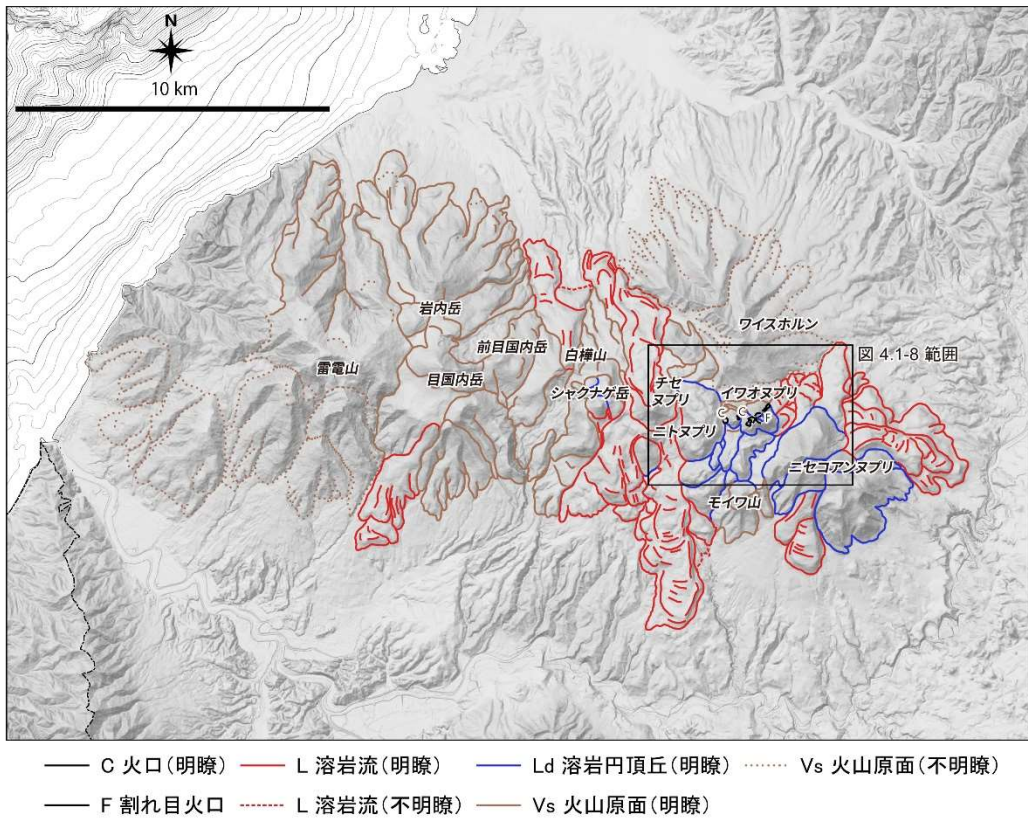 N
10 km
ワイスホルン
岩内岳
図 4.1-8 範囲
前目国内岳
白樺山
雷電山
目国内岳
シャクナゲ岳
チセ
ヌプリ
イワオヌプリ
C
C
F
ニトヌプリ
ニセコアンヌプリ
モイワ山
C 火口(明瞭)
L 溶岩流(明瞭)
Ld 溶岩円頂丘(明瞭)
Vs 火山原面(不明瞭)
F 割れ目火口
L 溶岩流(不明瞭)
Vs 火山原面(明瞭)